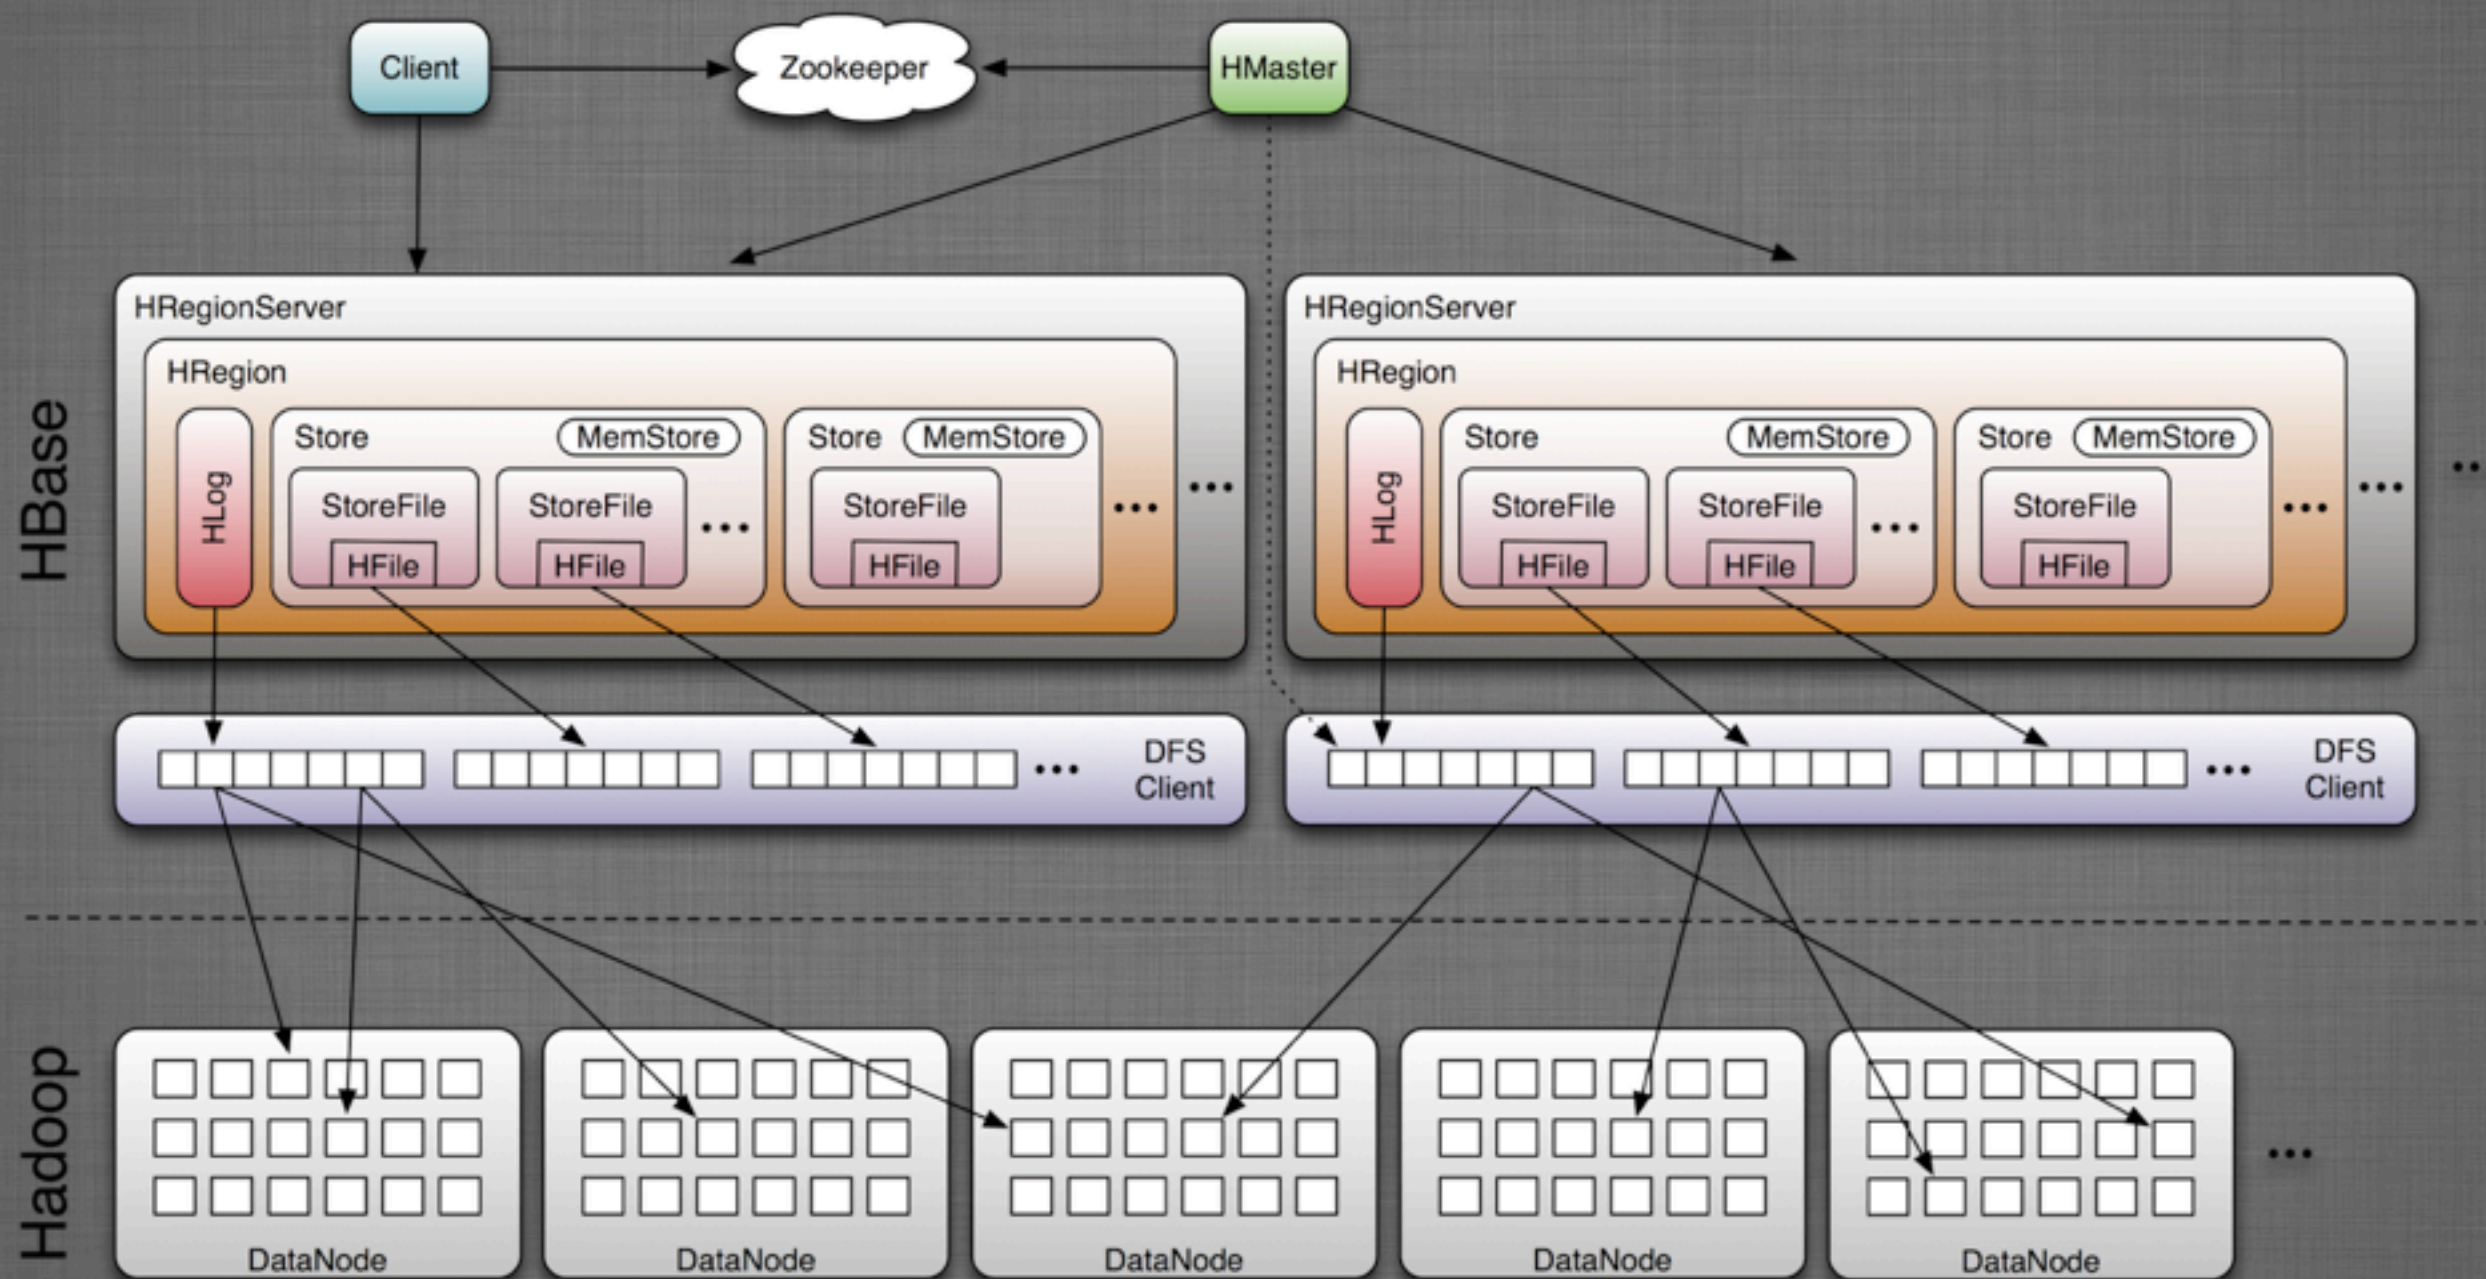 Client
Zookeeper
HMaster
HBase
HRegionServer
HRegion
HLog
Store
MemStore
StoreFile
HFile
StoreFile
HFile
...
Store
MemStore
StoreFile
HFile
...
...
HRegionServer
HRegion
HLog
Store
MemStore
StoreFile
HFile
StoreFile
HFile
...
Store
MemStore
StoreFile
HFile
...
...
..
...
DFS
Client
...
DFS
Client
Hadoop
DataNode
DataNode
DataNode
DataNode
DataNode
...